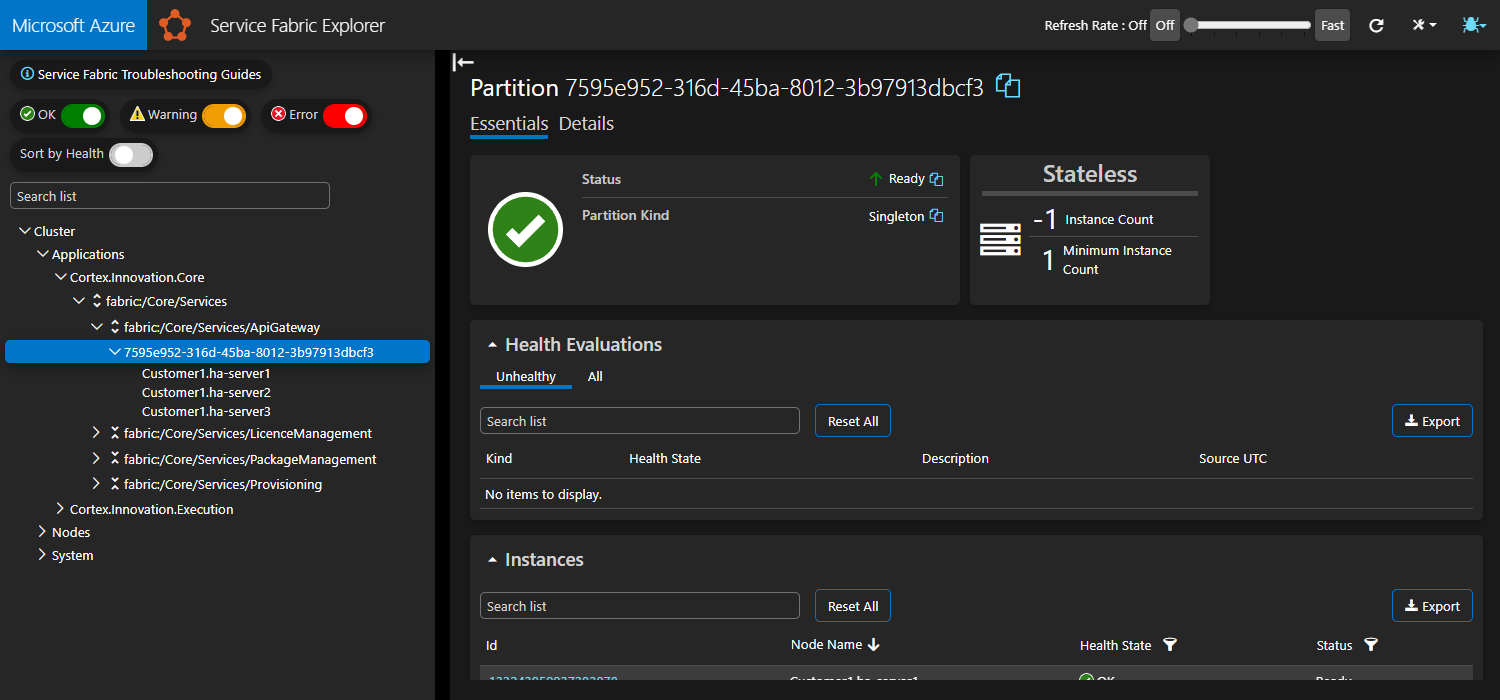 Microsoft Azure
Service Fabric Explorer
Refresh Rate : Off
Off
Fast
Service Fabric Troubleshooting Guides
OK
Warning
Error
Sort by Health
Search list
Cluster
Applications
Cortex.Innovation.Core
fabric:/Core/Services
fabric:/Core/Services/ApiGateway
7595e952-316d-45ba-8012-3b97913dbcf3
Customer1.ha-server1
Customer1.ha-server2
Customer1.ha-server3
fabric:/Core/Services/LicenceManagement
fabric:/Core/Services/PackageManagement
fabric:/Core/Services/Provisioning
Cortex.Innovation.Execution
Nodes
System
Partition 7595e952-316d-45ba-8012-3b97913dbcf3
Essentials Details
Status Ready
Partition Kind Singleton
Stateless
-1 Instance Count
1 Minimum Instance
Count
Health Evaluations
Unhealthy All
Search list Reset All Export
Kind Health State Description Source UTC
No items to display.
Instances
Search list Reset All Export
Id Node Name Health State Status
Customer1.ha-server1 OK Ready